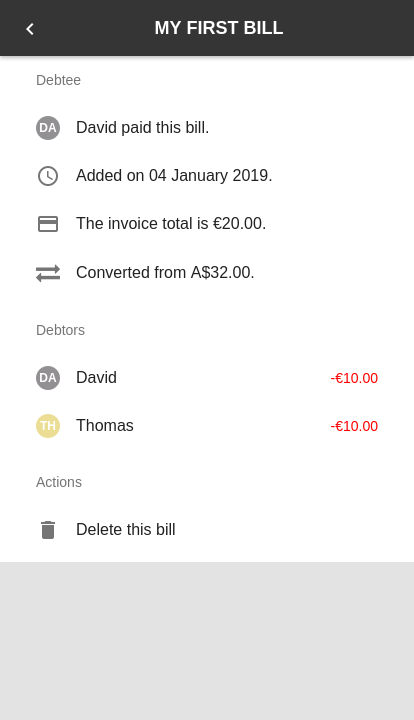 MY FIRST BILL
Debtee
DA David paid this bill.
Added on 04 January 2019.
The invoice total is €20.00.
Converted from A$32.00.
Debtors
DA David -€10.00
TH Thomas -€10.00
Actions
Delete this bill